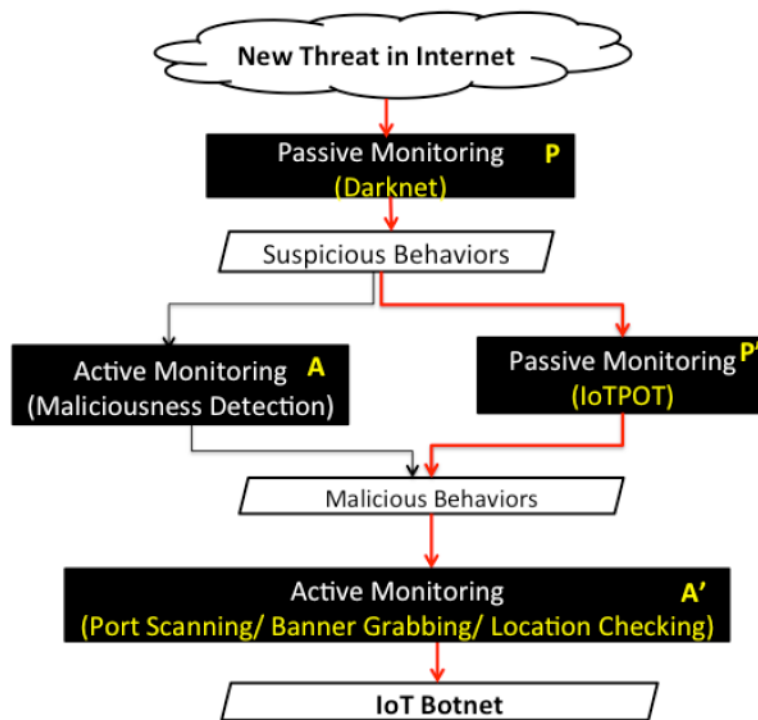 New Threat in Internet
Passive Monitoring P
(Darknet)
Suspicious Behaviors
Active Monitoring A
(Maliciousness Detection)
Passive Monitoring P'
(IoTPOT)
Malicious Behaviors
Active Monitoring A’
(Port Scanning/ Banner Grabbing/ Location Checking)
IoT Botnet